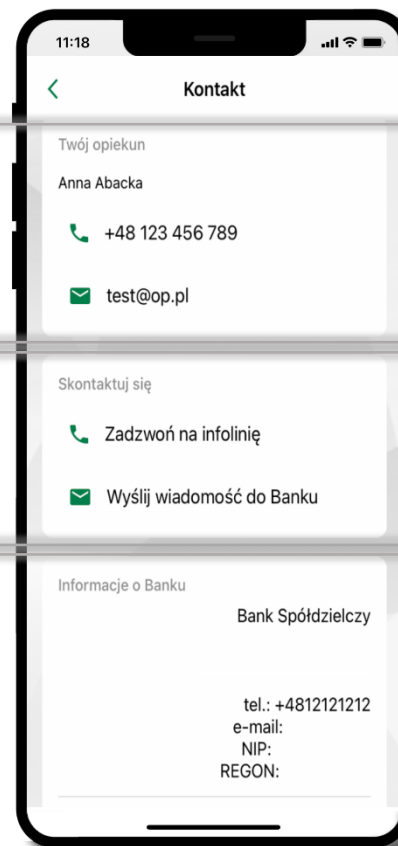 11:18
Kontakt
Twój opiekun
Anna Abacka
+48 123 456 789
test@op.pl
Skontaktuj się
Zadzwoń na infolinię
Wyślij wiadomość do Banku
Informacje o Banku
Bank Spółdzielczy
tel.: +4812121212
e-mail:
NIP:
REGON: